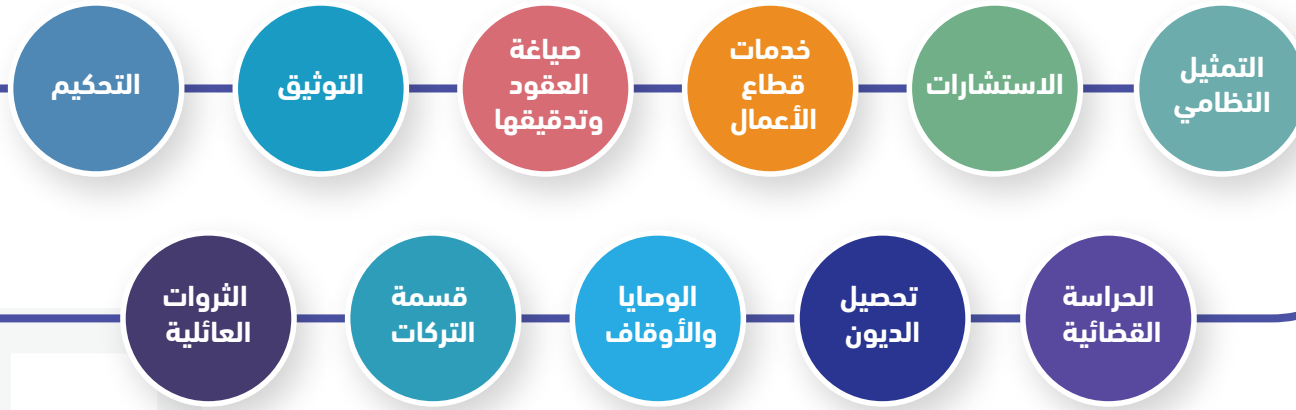 التمثيل
النظامي
الاستشارات
خدمات
قطاع
الأعمال
صياغة
العقود
وتدقيقها
التوثيق
التحكيم
الحراسة
القضائية
تحصيل
الديون
الوصايا
والأوقاف
قسمة
التركات
الثروات
العائلية